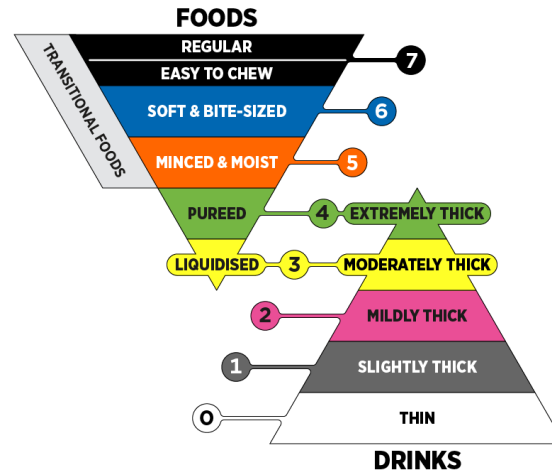 FOODS
TRANSITIONAL FOODS
REGULAR
7
EASY TO CHEW
SOFT & BITE-SIZED
6
MINCED & MOIST
5
PUREED
4
EXTREMELY THICK
LIQUIDISED
3
MODERATELY THICK
2
MILDLY THICK
1
SLIGHTLY THICK
0
THIN
DRINKS